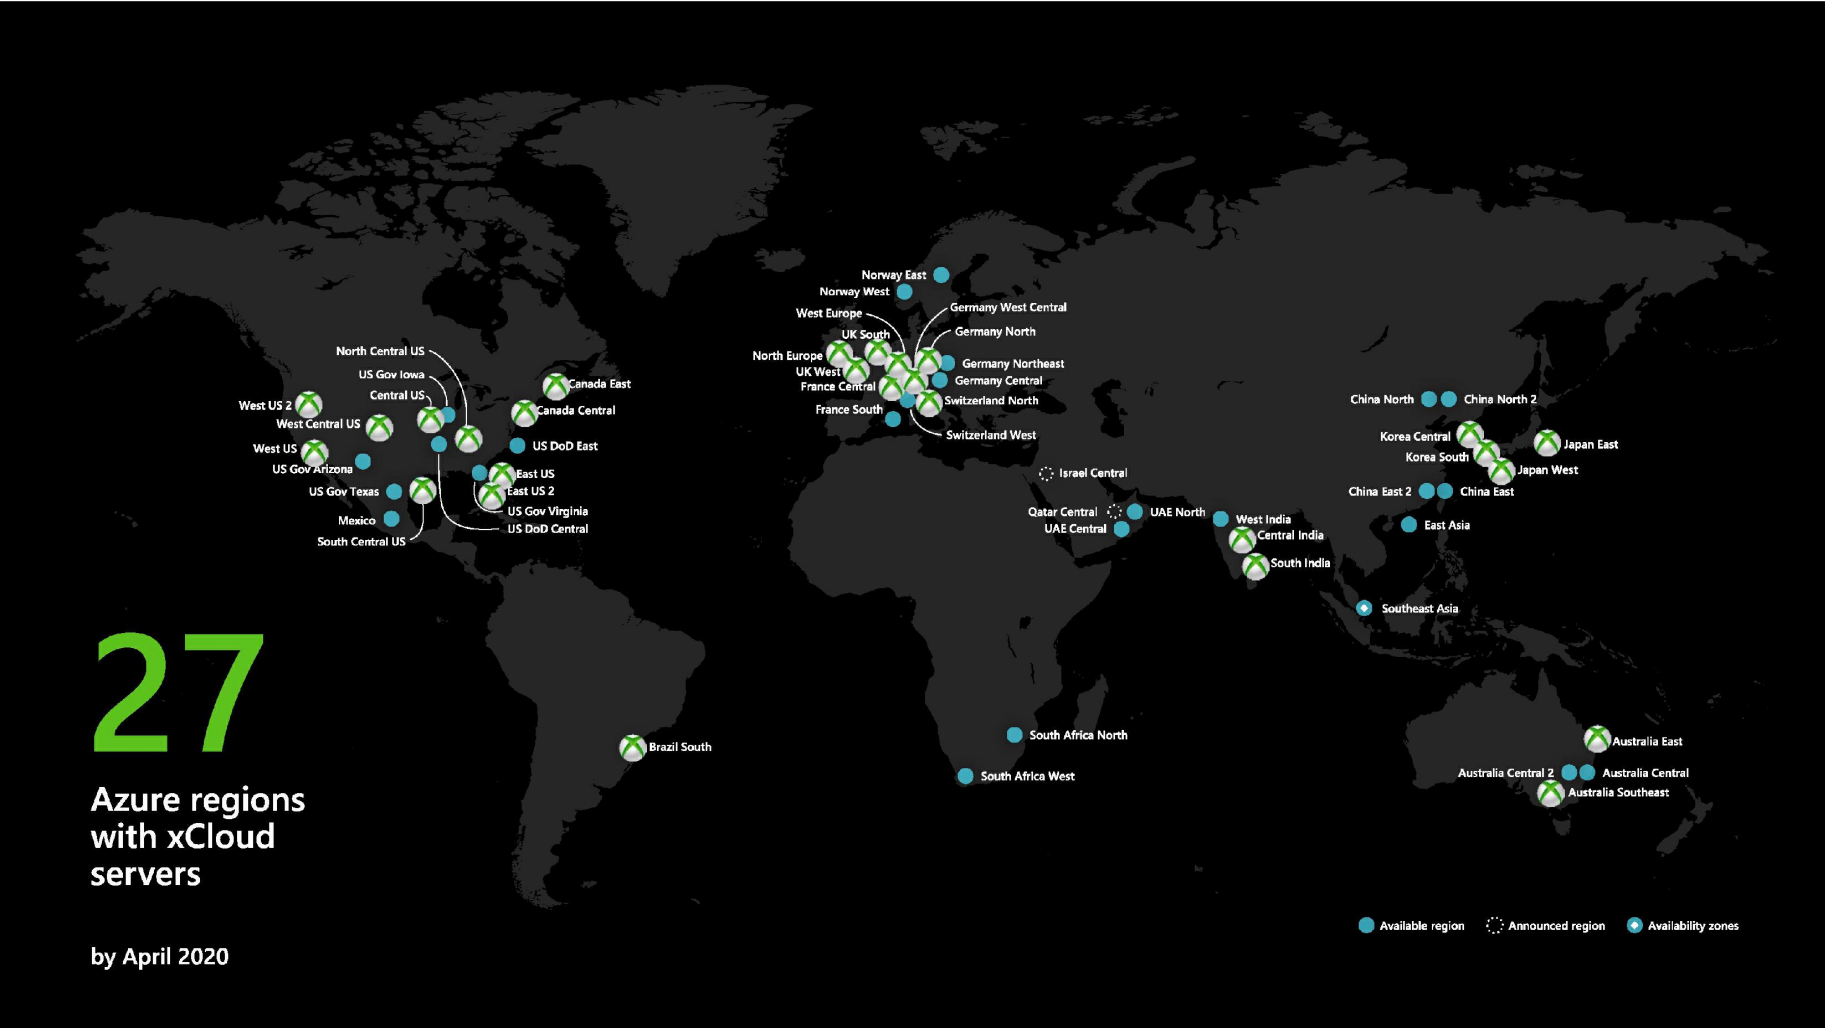 Norway East
Norway West
West Europe
Germany West Central
UK South
Germany North
North Europe
Germany Northeast
UK West
Germany Central
France Central
Switzerland North
France South
Switzerland West
North Central US
US Gov Iowa
Central US
Canada East
West US 2
Canada Central
West Central US
West US
US DoD East
US Gov Arizona
East US
US Gov Texas
East US 2
US Gov Virginia
Mexico
US DoD Central
South Central US
China North
China North 2
Korea Central
Japan East
Korea South
Japan West
Israel Central
China East 2
China East
Qatar Central
UAE North
West India
East Asia
UAE Central
Central India
South India
Southeast Asia
South Africa North
South Africa West
Brazil South
Australia East
Australia Central 2
Australia Central
Australia Southeast
27
Azure regions
with xCloud
servers
by April 2020
Available region
Announced region
Availability zones